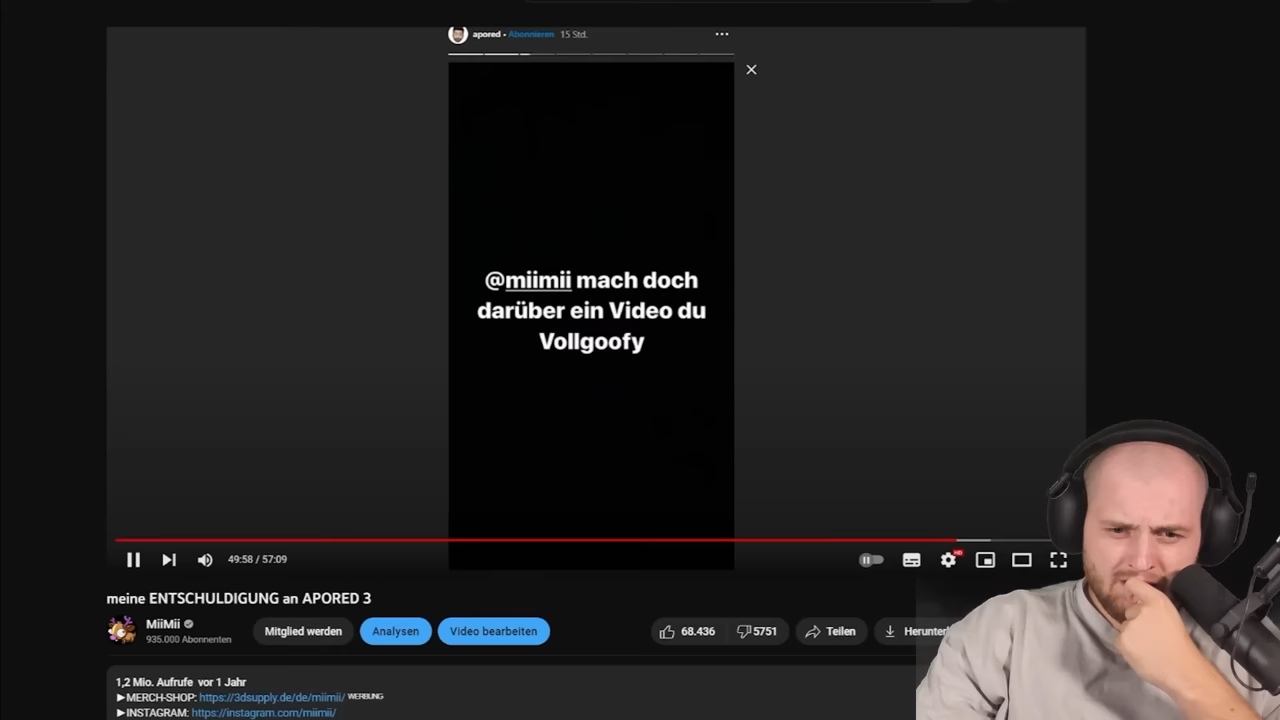 apored • Abonnieren 15 Std.
@miimii mach doch
darüber ein Video du
Vollgoofy
49:58 / 57:09
HD
meine ENTSCHULDIGUNG an APORED 3
MiiMii
935.000 Abonnenten
Mitglied werden
Analysen
Video bearbeiten
68.436
5751
Teilen
Herunterl
1,2 Mio. Aufrufe vor 1 Jahr
►MERCH-SHOP: https://3dsupply.de/de/miimii/ WERBUNG
►INSTAGRAM: https://instagram.com/miimii/